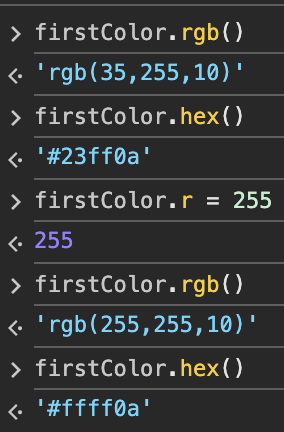 > firstColor.rgb()
<· 'rgb(35,255,10)'
> firstColor.hex()
<· '#23ff0a'
> firstColor.r = 255
<· 255
> firstColor.rgb()
<· 'rgb(255,255,10)'
> firstColor.hex()
<· '#ffff0a'